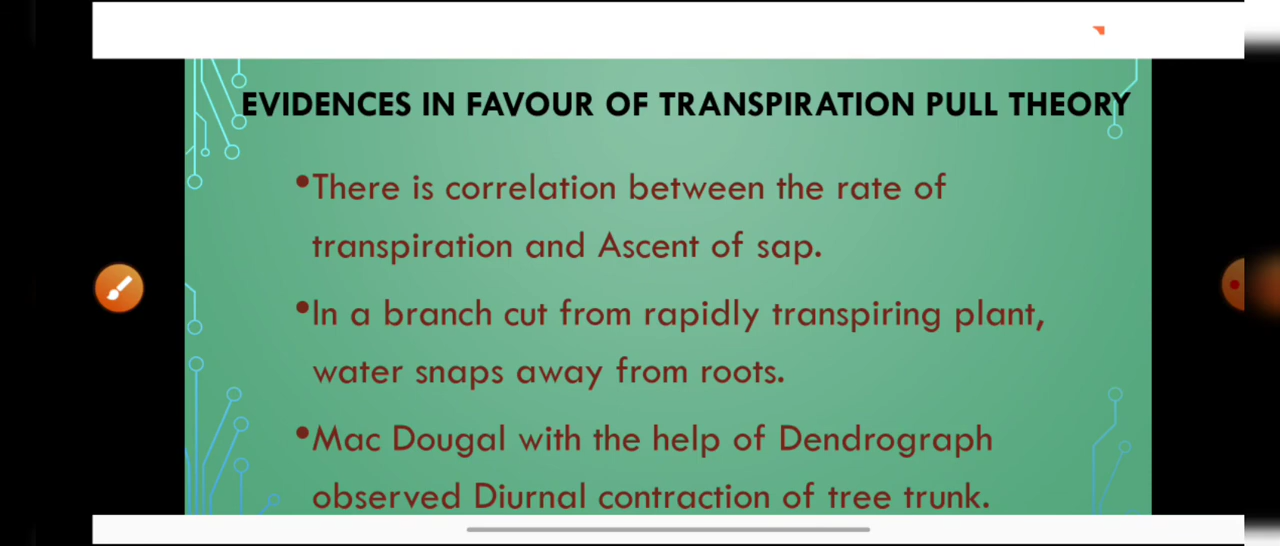 EVIDENCES IN FAVOUR OF TRANSPIRATION PULL THEORY
•There is correlation between the rate of
transpiration and Ascent of sap.
•In a branch cut from rapidly transpiring plant,
water snaps away from roots.
•Mac Dougal with the help of Dendrograph
observed Diurnal contraction of tree trunk.